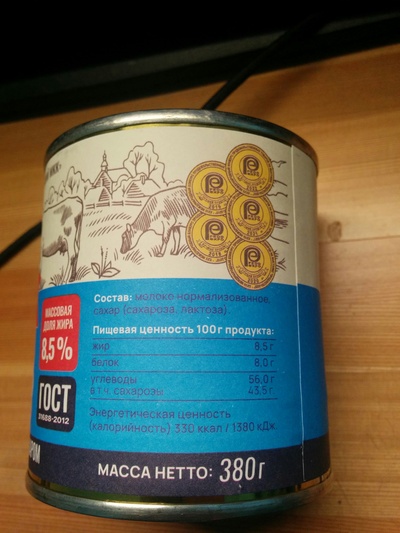 Состав: молоко нормализованное,
сахар (сахароза, лактоза).
Пищевая ценность 100 г продукта:
жир 8,5 г
белок 8,0 г
углеводы 56,0 г
в т.ч. сахарозы 43,5 г.
Энергетическая ценность
(калорийность) 330 ккал / 1380 кДж.
МАССОВАЯ
ДОЛЯ ЖИРА
8,5%
ГОСТ
31688-2012
МАССА НЕТТО: 380 г